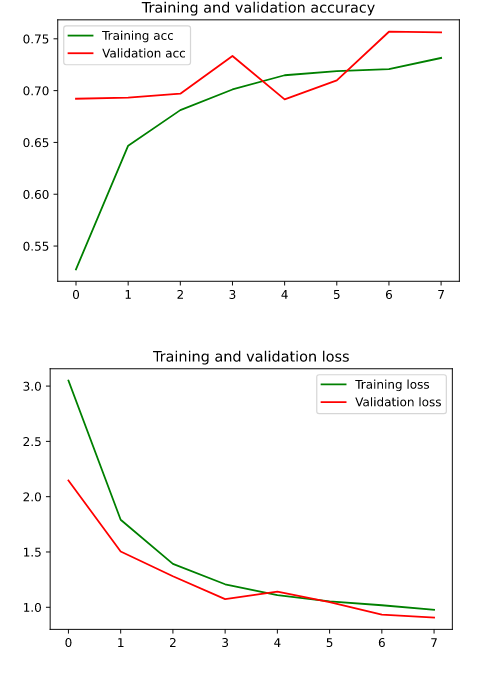 Training and validation accuracy
Training acc
Validation acc
0.75
0.70
0.65
0.60
0.55
0 1 2 3 4 5 6 7
Training and validation loss
Training loss
Validation loss
3.0
2.5
2.0
1.5
1.0
0 1 2 3 4 5 6 7